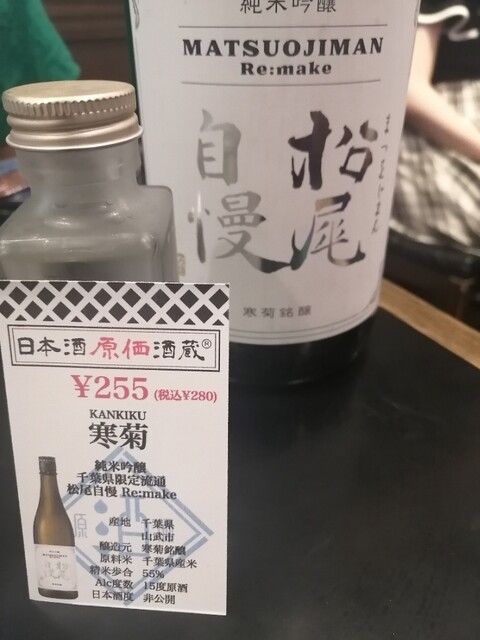 純米吟醸
MATSUOJIMAN
Re:make
松尾
自慢
まつおじまん
寒菊銘醸
日本酒原価酒蔵®
¥255 (税込¥280)
KANKIKU
寒菊
純米吟醸
千葉県限定流通
松尾自慢 Re:make
産地 千葉県
山武市
醸造元 寒菊銘醸
原料米 千葉県産米
精米歩合 55%
Alc度数 15度原酒
日本酒度 非公開